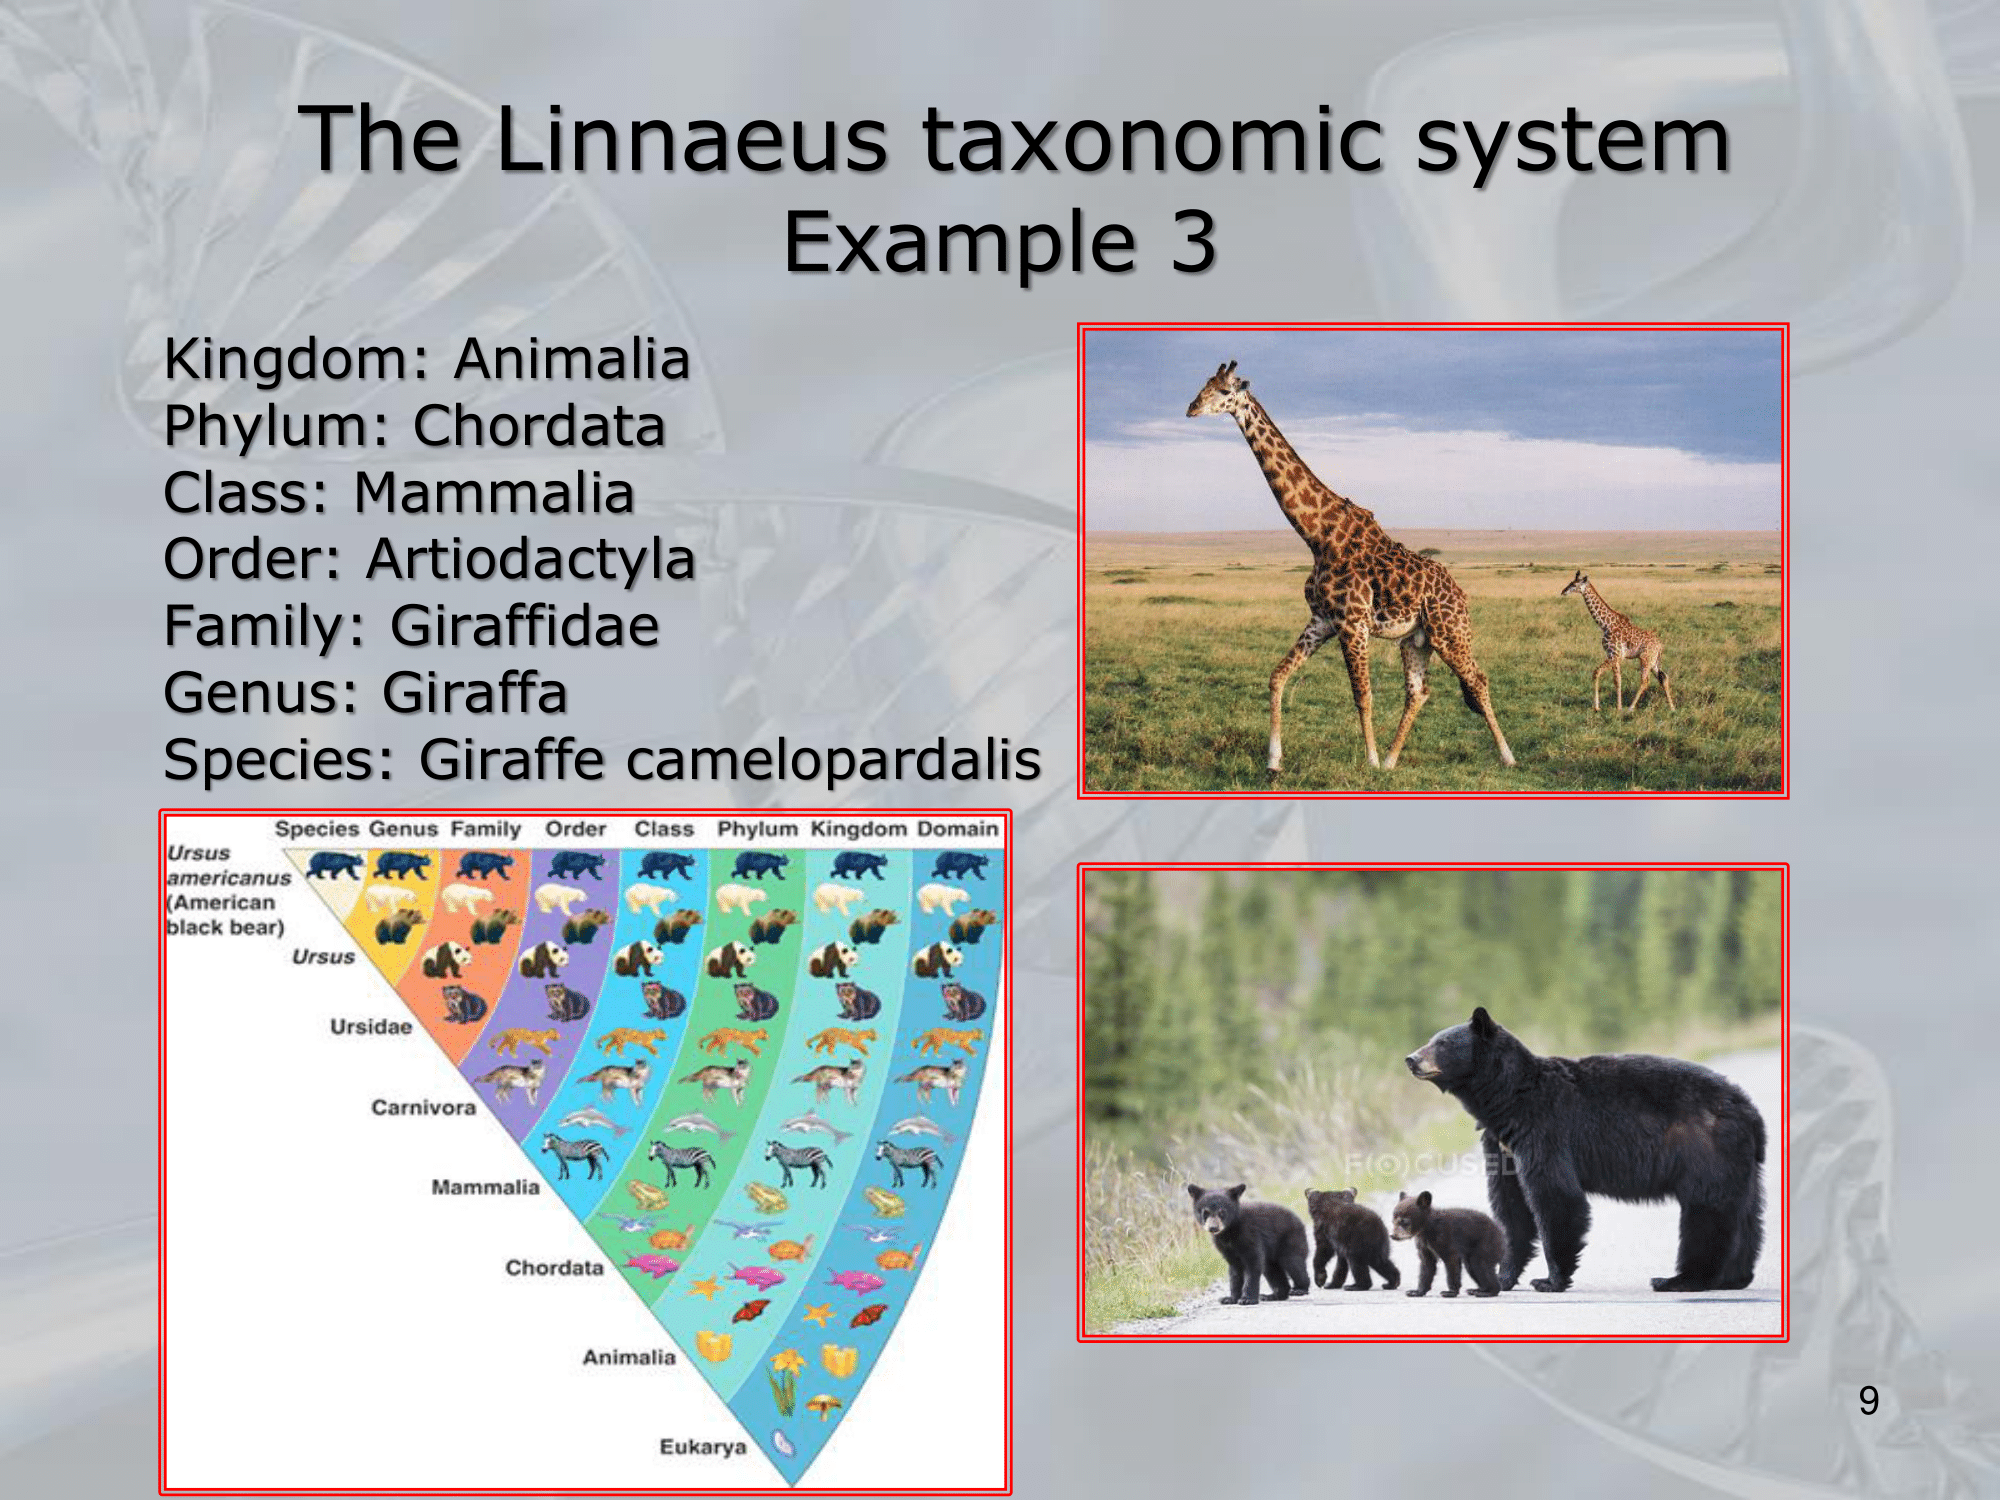 The Linnaeus taxonomic system
Example 3
Kingdom: Animalia
Phylum: Chordata
Class: Mammalia
Order: Artiodactyla
Family: Giraffidae
Genus: Giraffa
Species: Giraffe camelopardalis
Species Genus Family Order Class Phylum Kingdom Domain
Ursus
americanus
(American
black bear)
Ursus
Ursidae
Carnivora
Mammalia
Chordata
Animalia
Eukarya
F(O)CUSED
9